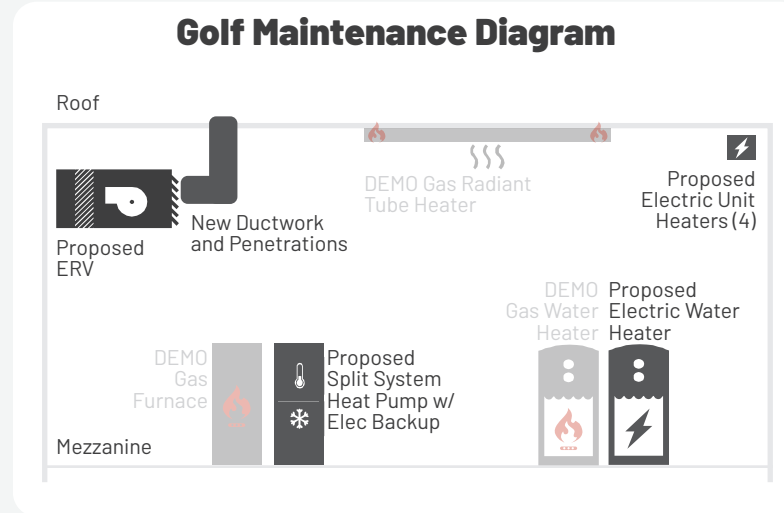 Golf Maintenance Diagram
Roof
DEMO Gas Radiant
Tube Heater
Proposed
Electric Unit
Heaters (4)
New Ductwork
and Penetrations
Proposed
ERV
DEMO
Gas Water
Heater
Proposed
Electric Water
Heater
DEMO
Gas
Furnace
Proposed
Split System
Heat Pump w/
Elec Backup
Mezzanine